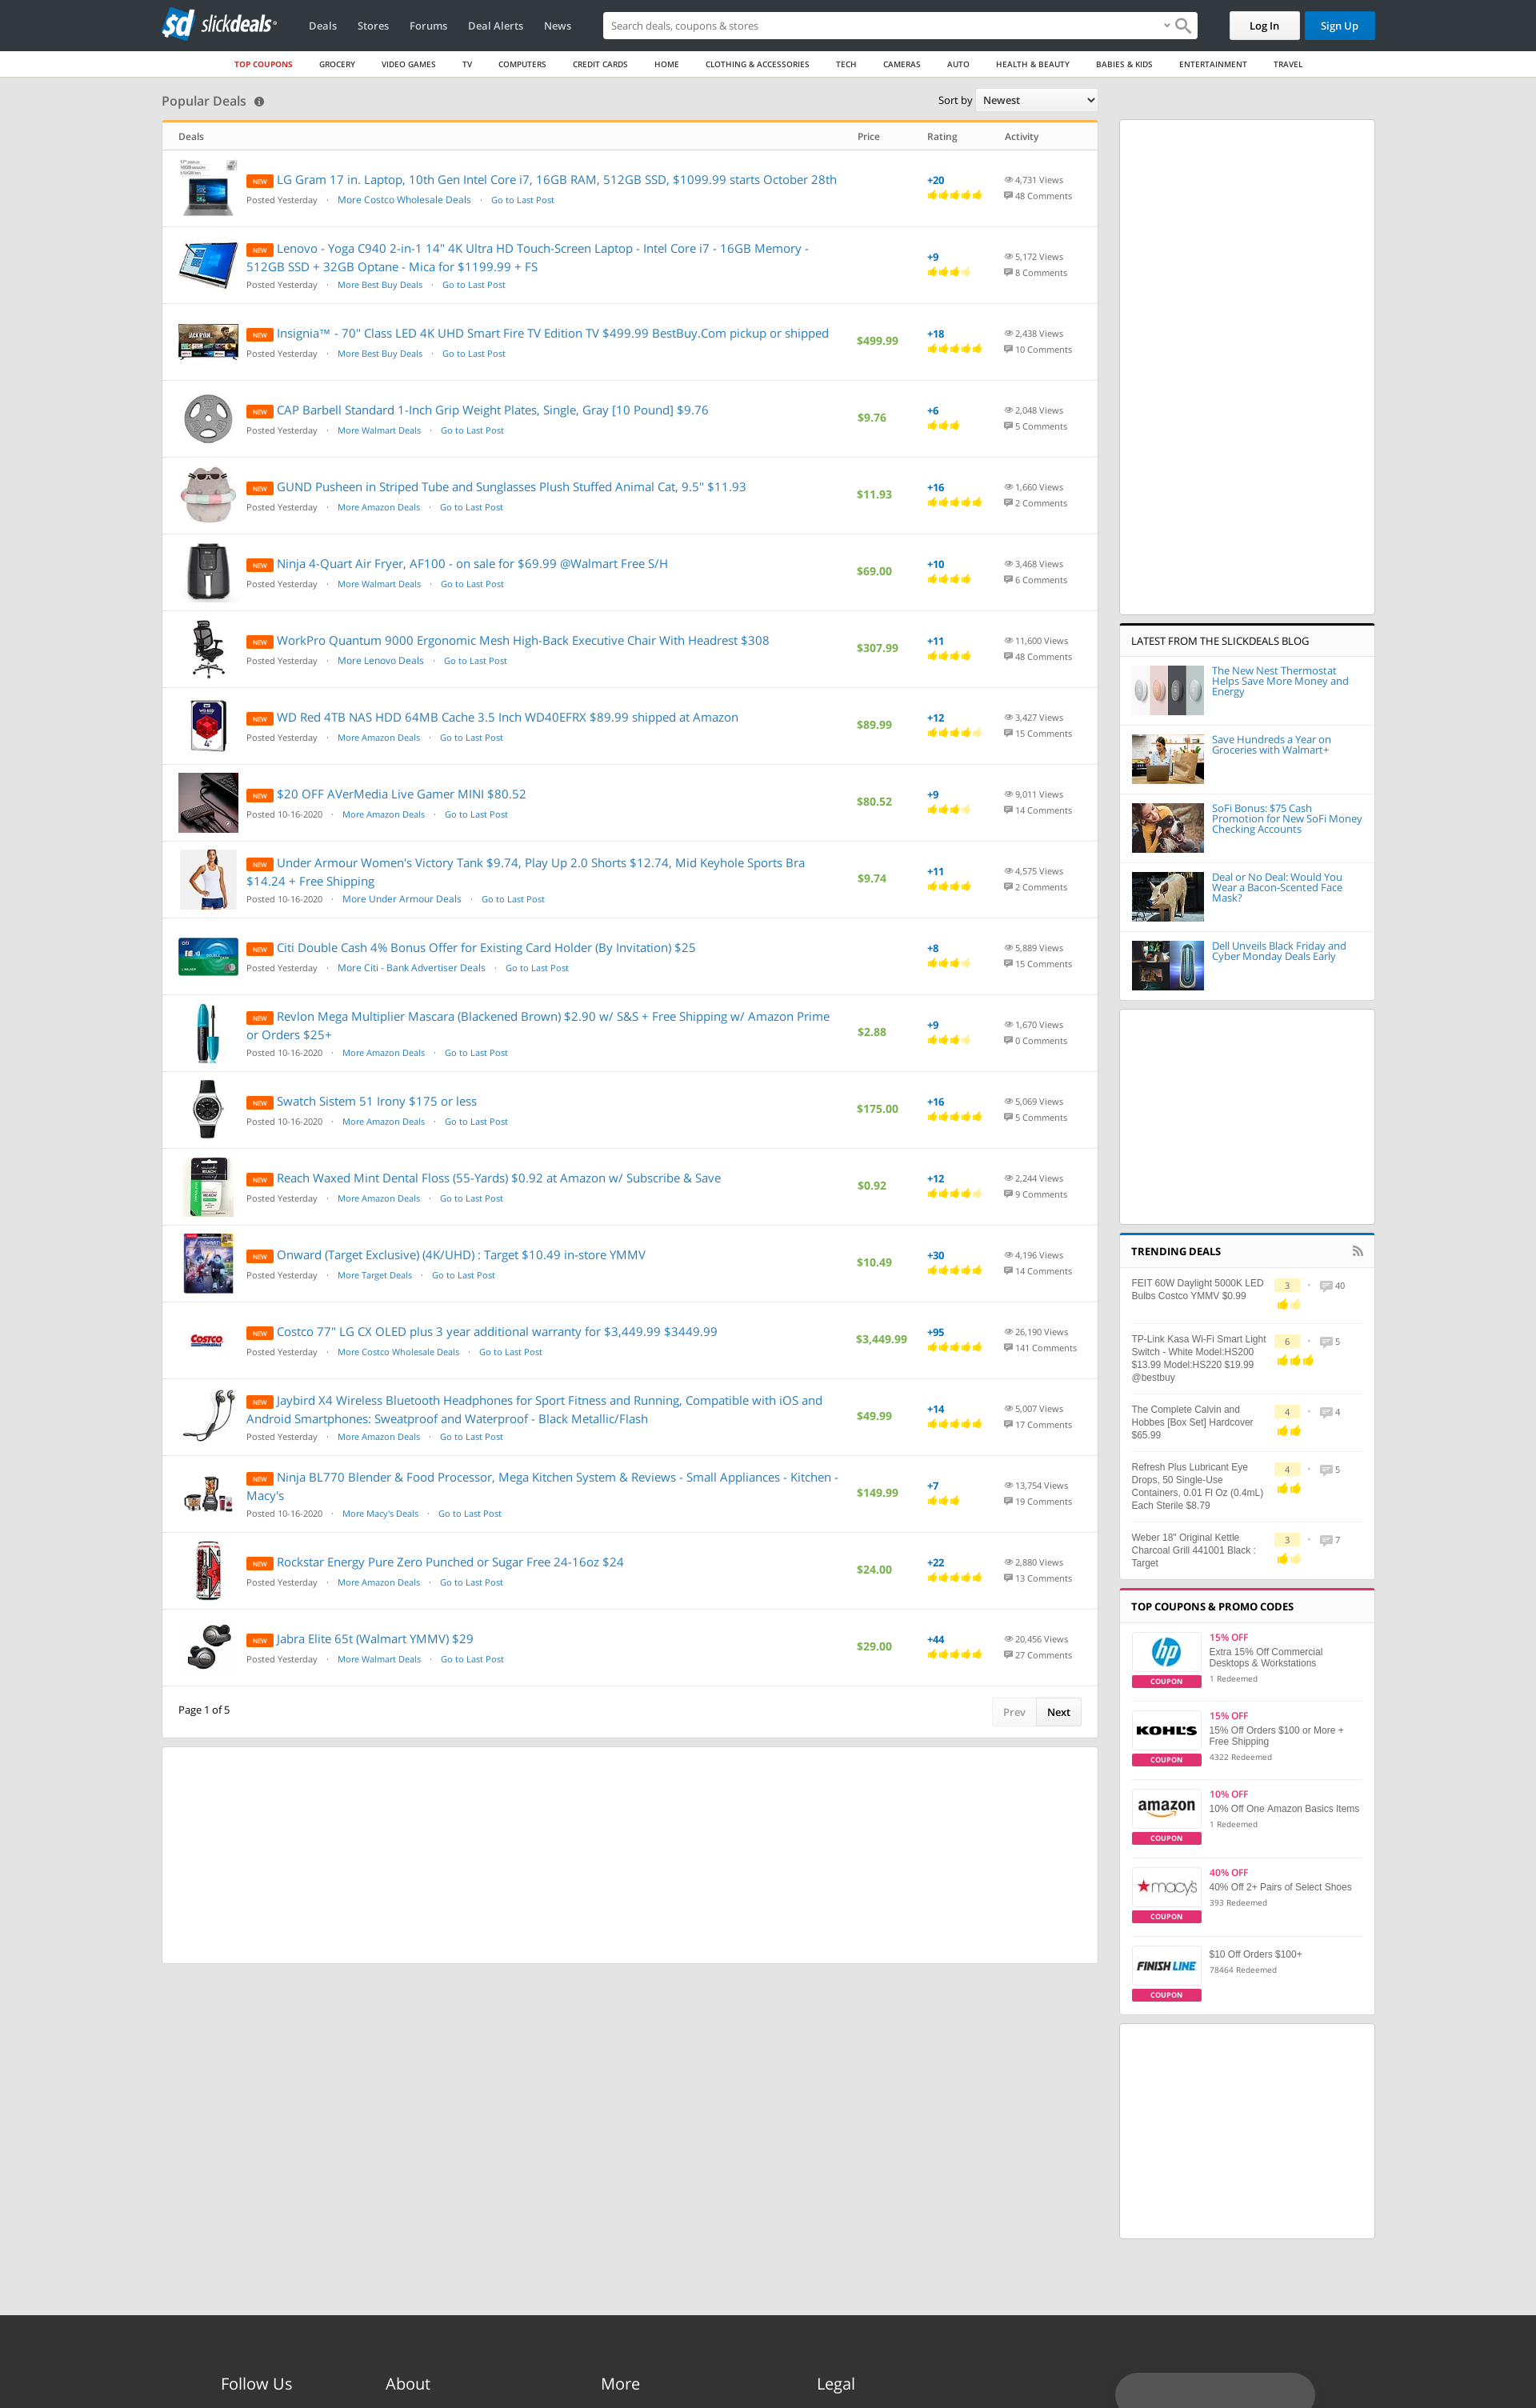 sd slickdeals
Deals Stores Forums Deal Alerts News
Search deals, coupons & stores
Log In Sign Up
TOP COUPONS GROCERY VIDEO GAMES TV COMPUTERS CREDIT CARDS HOME CLOTHING & ACCESSORIES TECH CAMERAS AUTO HEALTH & BEAUTY BABIES & KIDS ENTERTAINMENT TRAVEL
Popular Deals
Sort by Newest
Deals Price Rating Activity
NEW LG Gram 17 in. Laptop, 10th Gen Intel Core i7, 16GB RAM, 512GB SSD, $1099.99 starts October 28th
Posted Yesterday · More Costco Wholesale Deals · Go to Last Post
+20
4,731 Views
48 Comments
NEW Lenovo - Yoga C940 2-in-1 14" 4K Ultra HD Touch-Screen Laptop - Intel Core i7 - 16GB Memory -
512GB SSD + 32GB Optane - Mica for $1199.99 + FS
Posted Yesterday · More Best Buy Deals · Go to Last Post
+9
5,172 Views
8 Comments
NEW Insignia™ - 70" Class LED 4K UHD Smart Fire TV Edition TV $499.99 BestBuy.Com pickup or shipped
Posted Yesterday · More Best Buy Deals · Go to Last Post
$499.99
+18
2,438 Views
10 Comments
NEW CAP Barbell Standard 1-Inch Grip Weight Plates, Single, Gray [10 Pound] $9.76
Posted Yesterday · More Walmart Deals · Go to Last Post
$9.76
+6
2,048 Views
5 Comments
NEW GUND Pusheen in Striped Tube and Sunglasses Plush Stuffed Animal Cat, 9.5" $11.93
Posted Yesterday · More Amazon Deals · Go to Last Post
$11.93
+16
1,660 Views
2 Comments
NEW Ninja 4-Quart Air Fryer, AF100 - on sale for $69.99 @Walmart Free S/H
Posted Yesterday · More Walmart Deals · Go to Last Post
$69.00
+10
3,468 Views
6 Comments
NEW WorkPro Quantum 9000 Ergonomic Mesh High-Back Executive Chair With Headrest $308
Posted Yesterday · More Lenovo Deals · Go to Last Post
$307.99
+11
11,600 Views
48 Comments
NEW WD Red 4TB NAS HDD 64MB Cache 3.5 Inch WD40EFRX $89.99 shipped at Amazon
Posted Yesterday · More Amazon Deals · Go to Last Post
$89.99
+12
3,427 Views
15 Comments
NEW $20 OFF AVerMedia Live Gamer MINI $80.52
Posted 10-16-2020 · More Amazon Deals · Go to Last Post
$80.52
+9
9,011 Views
14 Comments
NEW Under Armour Women's Victory Tank $9.74, Play Up 2.0 Shorts $12.74, Mid Keyhole Sports Bra
$14.24 + Free Shipping
Posted 10-16-2020 · More Under Armour Deals · Go to Last Post
$9.74
+11
4,575 Views
2 Comments
NEW Citi Double Cash 4% Bonus Offer for Existing Card Holder (By Invitation) $25
Posted Yesterday · More Citi - Bank Advertiser Deals · Go to Last Post
+8
5,889 Views
15 Comments
NEW Revlon Mega Multiplier Mascara (Blackened Brown) $2.90 w/ S&S + Free Shipping w/ Amazon Prime
or Orders $25+
Posted 10-16-2020 · More Amazon Deals · Go to Last Post
$2.88
+9
1,670 Views
0 Comments
NEW Swatch Sistem 51 Irony $175 or less
Posted 10-16-2020 · More Amazon Deals · Go to Last Post
$175.00
+16
5,069 Views
5 Comments
NEW Reach Waxed Mint Dental Floss (55-Yards) $0.92 at Amazon w/ Subscribe & Save
Posted Yesterday · More Amazon Deals · Go to Last Post
$0.92
+12
2,244 Views
9 Comments
NEW Onward (Target Exclusive) (4K/UHD) : Target $10.49 in-store YMMV
Posted Yesterday · More Target Deals · Go to Last Post
$10.49
+30
4,196 Views
14 Comments
COSTCO
NEW Costco 77" LG CX OLED plus 3 year additional warranty for $3,449.99 $3449.99
Posted Yesterday · More Costco Wholesale Deals · Go to Last Post
$3,449.99
+95
26,190 Views
141 Comments
NEW Jaybird X4 Wireless Bluetooth Headphones for Sport Fitness and Running, Compatible with iOS and
Android Smartphones: Sweatproof and Waterproof - Black Metallic/Flash
Posted Yesterday · More Amazon Deals · Go to Last Post
$49.99
+14
5,007 Views
17 Comments
NEW Ninja BL770 Blender & Food Processor, Mega Kitchen System & Reviews - Small Appliances - Kitchen -
Macy's
Posted 10-16-2020 · More Macy's Deals · Go to Last Post
$149.99
+7
13,754 Views
19 Comments
NEW Rockstar Energy Pure Zero Punched or Sugar Free 24-16oz $24
Posted Yesterday · More Amazon Deals · Go to Last Post
$24.00
+22
2,880 Views
13 Comments
NEW Jabra Elite 65t (Walmart YMMV) $29
Posted Yesterday · More Walmart Deals · Go to Last Post
$29.00
+44
20,456 Views
27 Comments
Page 1 of 5
Prev Next
LATEST FROM THE SLICKDEALS BLOG
The New Nest Thermostat
Helps Save More Money and
Energy
Save Hundreds a Year on
Groceries with Walmart+
SoFi Bonus: $75 Cash
Promotion for New SoFi Money
Checking Accounts
Deal or No Deal: Would You
Wear a Bacon-Scented Face
Mask?
Dell Unveils Black Friday and
Cyber Monday Deals Early
TRENDING DEALS
FEIT 60W Daylight 5000K LED
Bulbs Costco YMMV $0.99
3 • 40
TP-Link Kasa Wi-Fi Smart Light
Switch - White Model:HS200
$13.99 Model:HS220 $19.99
@bestbuy
6 • 5
The Complete Calvin and
Hobbes [Box Set] Hardcover
$65.99
4 • 4
Refresh Plus Lubricant Eye
Drops, 50 Single-Use
Containers, 0.01 Fl Oz (0.4mL)
Each Sterile $8.79
4 • 5
Weber 18" Original Kettle
Charcoal Grill 441001 Black :
Target
3 • 7
TOP COUPONS & PROMO CODES
hp
COUPON
15% OFF
Extra 15% Off Commercial
Desktops & Workstations
1 Redeemed
KOHL'S
COUPON
15% OFF
15% Off Orders $100 or More +
Free Shipping
4322 Redeemed
amazon
COUPON
10% OFF
10% Off One Amazon Basics Items
1 Redeemed
macy's
COUPON
40% OFF
40% Off 2+ Pairs of Select Shoes
393 Redeemed
FINISH LINE
COUPON
$10 Off Orders $100+
78464 Redeemed
Follow Us About More Legal